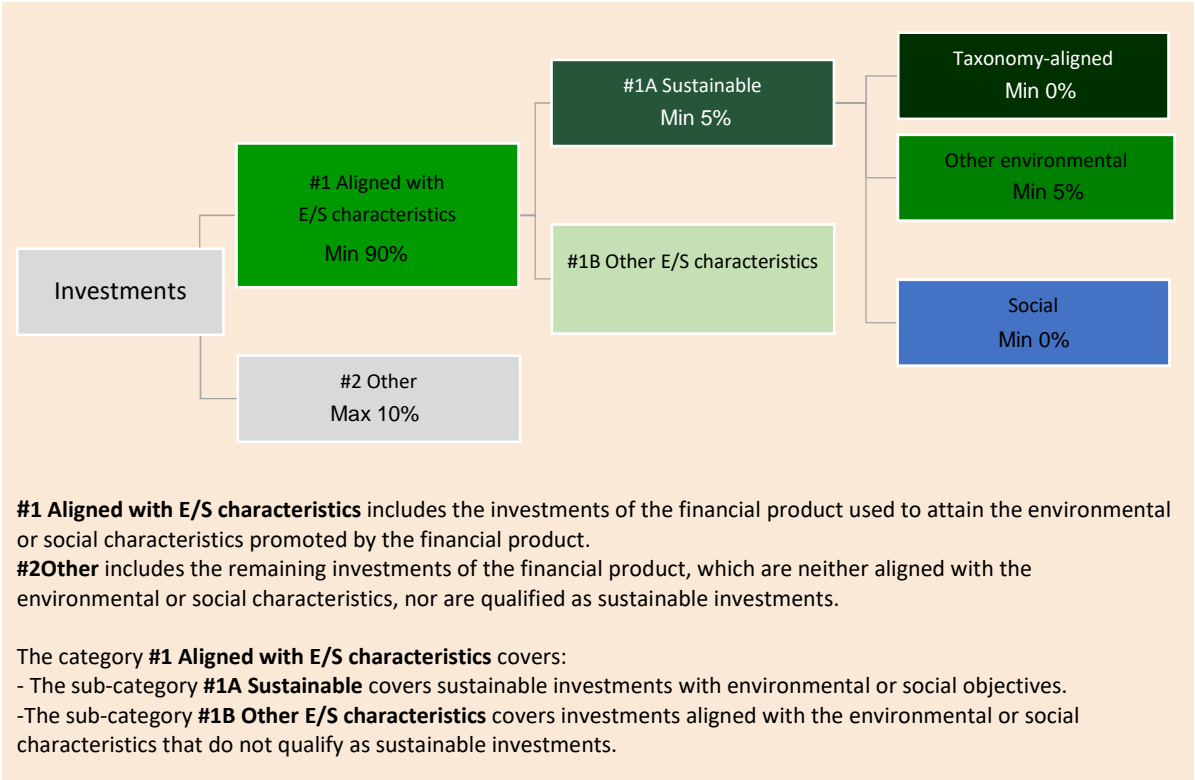 Investments
#1 Aligned with
E/S characteristics
Min 90%
#2 Other
Max 10%
#1A Sustainable
Min 5%
#1B Other E/S characteristics
Taxonomy-aligned
Min 0%
Other environmental
Min 5%
Social
Min 0%
#1 Aligned with E/S characteristics includes the investments of the financial product used to attain the environmental
or social characteristics promoted by the financial product.
#2Other includes the remaining investments of the financial product, which are neither aligned with the
environmental or social characteristics, nor are qualified as sustainable investments.
The category #1 Aligned with E/S characteristics covers:
- The sub-category #1A Sustainable covers sustainable investments with environmental or social objectives.
-The sub-category #1B Other E/S characteristics covers investments aligned with the environmental or social
characteristics that do not qualify as sustainable investments.